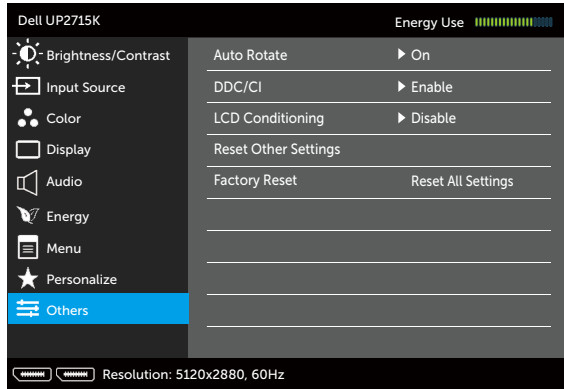 Dell UP2715K
Energy Use
Brightness/Contrast
Auto Rotate On
Input Source
DDC/CI Enable
Color
LCD Conditioning Disable
Display
Reset Other Settings
Audio
Factory Reset Reset All Settings
Energy
Menu
Personalize
Others
Resolution: 5120x2880, 60Hz